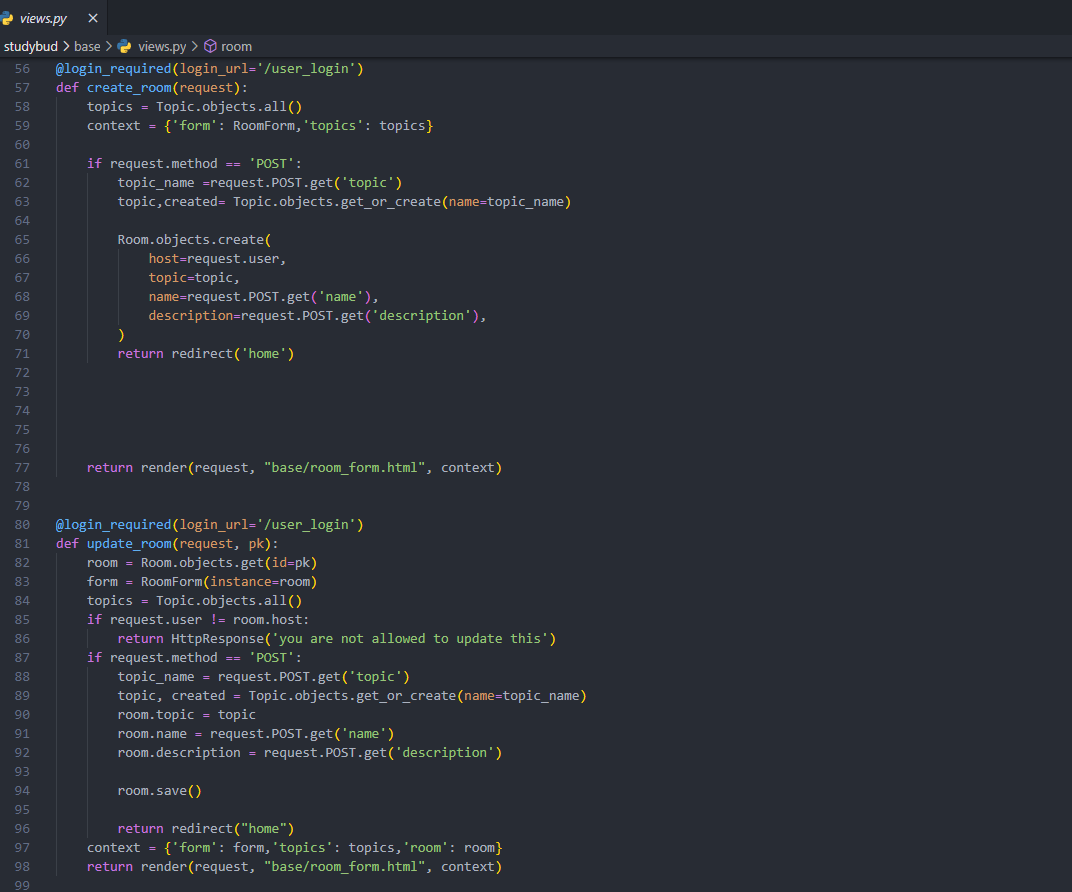 views.py ×
studybud > base > views.py > room
56 @login_required(login_url='/user_login')
57 def create_room(request):
58     topics = Topic.objects.all()
59     context = {'form': RoomForm,'topics': topics}
60
61     if request.method == 'POST':
62         topic_name =request.POST.get('topic')
63         topic,created= Topic.objects.get_or_create(name=topic_name)
64
65         Room.objects.create(
66             host=request.user,
67             topic=topic,
68             name=request.POST.get('name'),
69             description=request.POST.get('description'),
70         )
71         return redirect('home')
72
73
74
75
76
77     return render(request, "base/room_form.html", context)
78
79
80 @login_required(login_url='/user_login')
81 def update_room(request, pk):
82     room = Room.objects.get(id=pk)
83     form = RoomForm(instance=room)
84     topics = Topic.objects.all()
85     if request.user != room.host:
86         return HttpResponse('you are not allowed to update this')
87     if request.method == 'POST':
88         topic_name = request.POST.get('topic')
89         topic, created = Topic.objects.get_or_create(name=topic_name)
90         room.topic = topic
91         room.name = request.POST.get('name')
92         room.description = request.POST.get('description')
93
94         room.save()
95
96         return redirect("home")
97     context = {'form': form,'topics': topics,'room': room}
98     return render(request, "base/room_form.html", context)
99